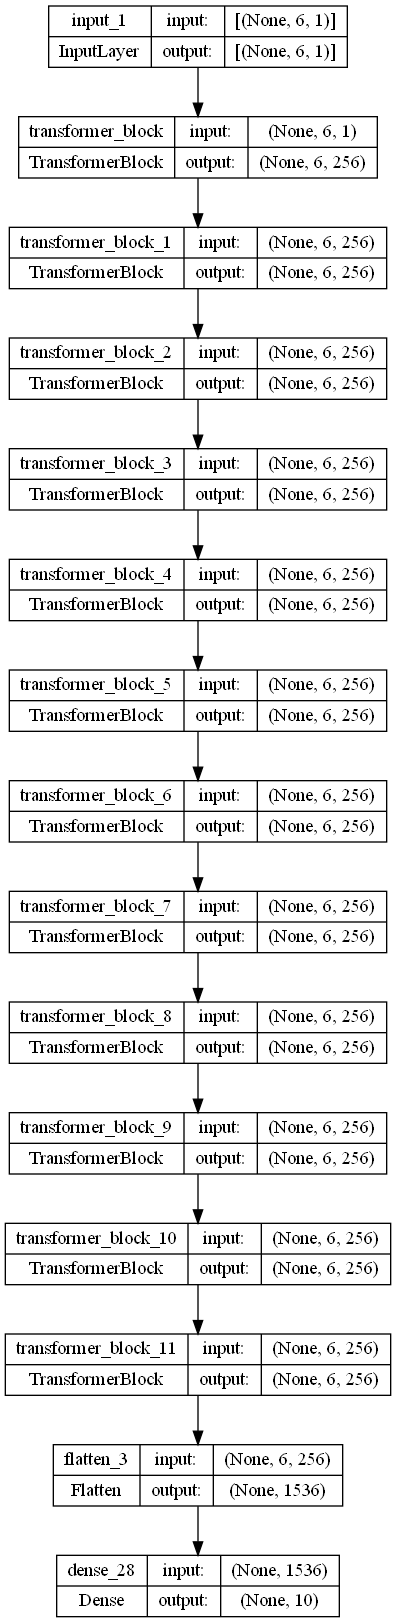 input_1 input: [(None, 6, 1)]
InputLayer output: [(None, 6, 1)]
transformer_block input: (None, 6, 1)
TransformerBlock output: (None, 6, 256)
transformer_block_1 input: (None, 6, 256)
TransformerBlock output: (None, 6, 256)
transformer_block_2 input: (None, 6, 256)
TransformerBlock output: (None, 6, 256)
transformer_block_3 input: (None, 6, 256)
TransformerBlock output: (None, 6, 256)
transformer_block_4 input: (None, 6, 256)
TransformerBlock output: (None, 6, 256)
transformer_block_5 input: (None, 6, 256)
TransformerBlock output: (None, 6, 256)
transformer_block_6 input: (None, 6, 256)
TransformerBlock output: (None, 6, 256)
transformer_block_7 input: (None, 6, 256)
TransformerBlock output: (None, 6, 256)
transformer_block_8 input: (None, 6, 256)
TransformerBlock output: (None, 6, 256)
transformer_block_9 input: (None, 6, 256)
TransformerBlock output: (None, 6, 256)
transformer_block_10 input: (None, 6, 256)
TransformerBlock output: (None, 6, 256)
transformer_block_11 input: (None, 6, 256)
TransformerBlock output: (None, 6, 256)
flatten_3 input: (None, 6, 256)
Flatten output: (None, 1536)
dense_28 input: (None, 1536)
Dense output: (None, 10)